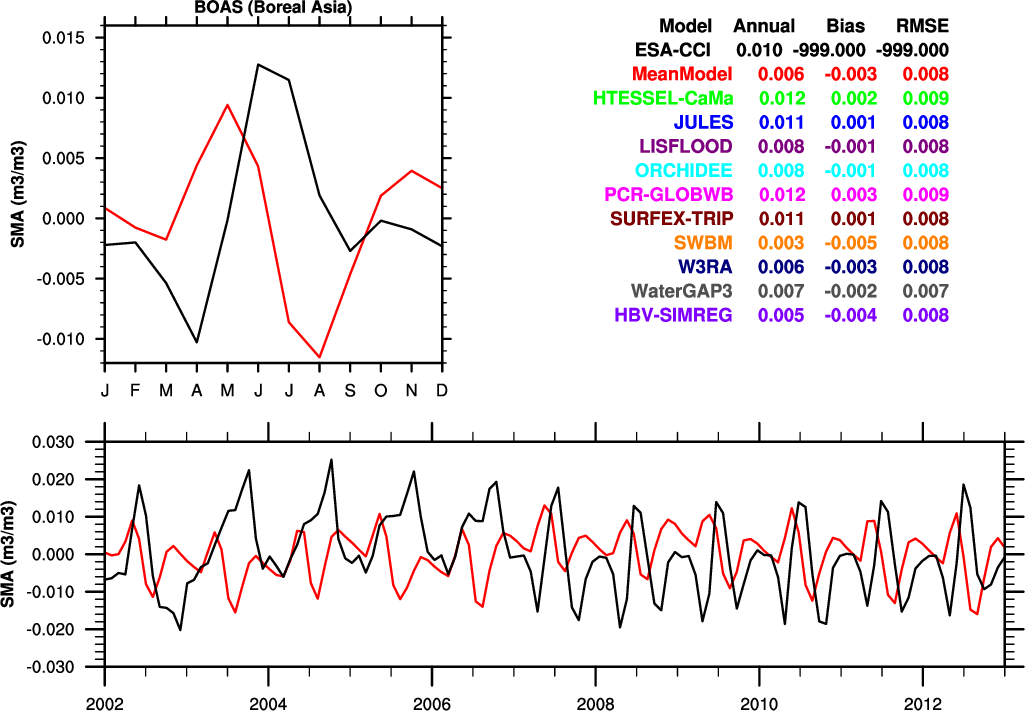 BOAS (Boreal Asia)
SMA (m3/m3)
0.015
0.010
0.005
0.000
-0.005
-0.010
J F M A M J J A S O N D
Model Annual Bias RMSE
ESA-CCI 0.010 -999.000 -999.000
MeanModel 0.006 -0.003 0.008
HTESSEL-CaMa 0.012 0.002 0.009
JULES 0.011 0.001 0.008
LISFLOOD 0.008 -0.001 0.008
ORCHIDEE 0.008 -0.001 0.008
PCR-GLOBWB 0.012 0.003 0.009
SURFEX-TRIP 0.011 0.001 0.008
SWBM 0.003 -0.005 0.008
W3RA 0.006 -0.003 0.008
WaterGAP3 0.007 -0.002 0.007
HBV-SIMREG 0.005 -0.004 0.008
SMA (m3/m3)
0.030
0.020
0.010
0.000
-0.010
-0.020
-0.030
2002 2004 2006 2008 2010 2012